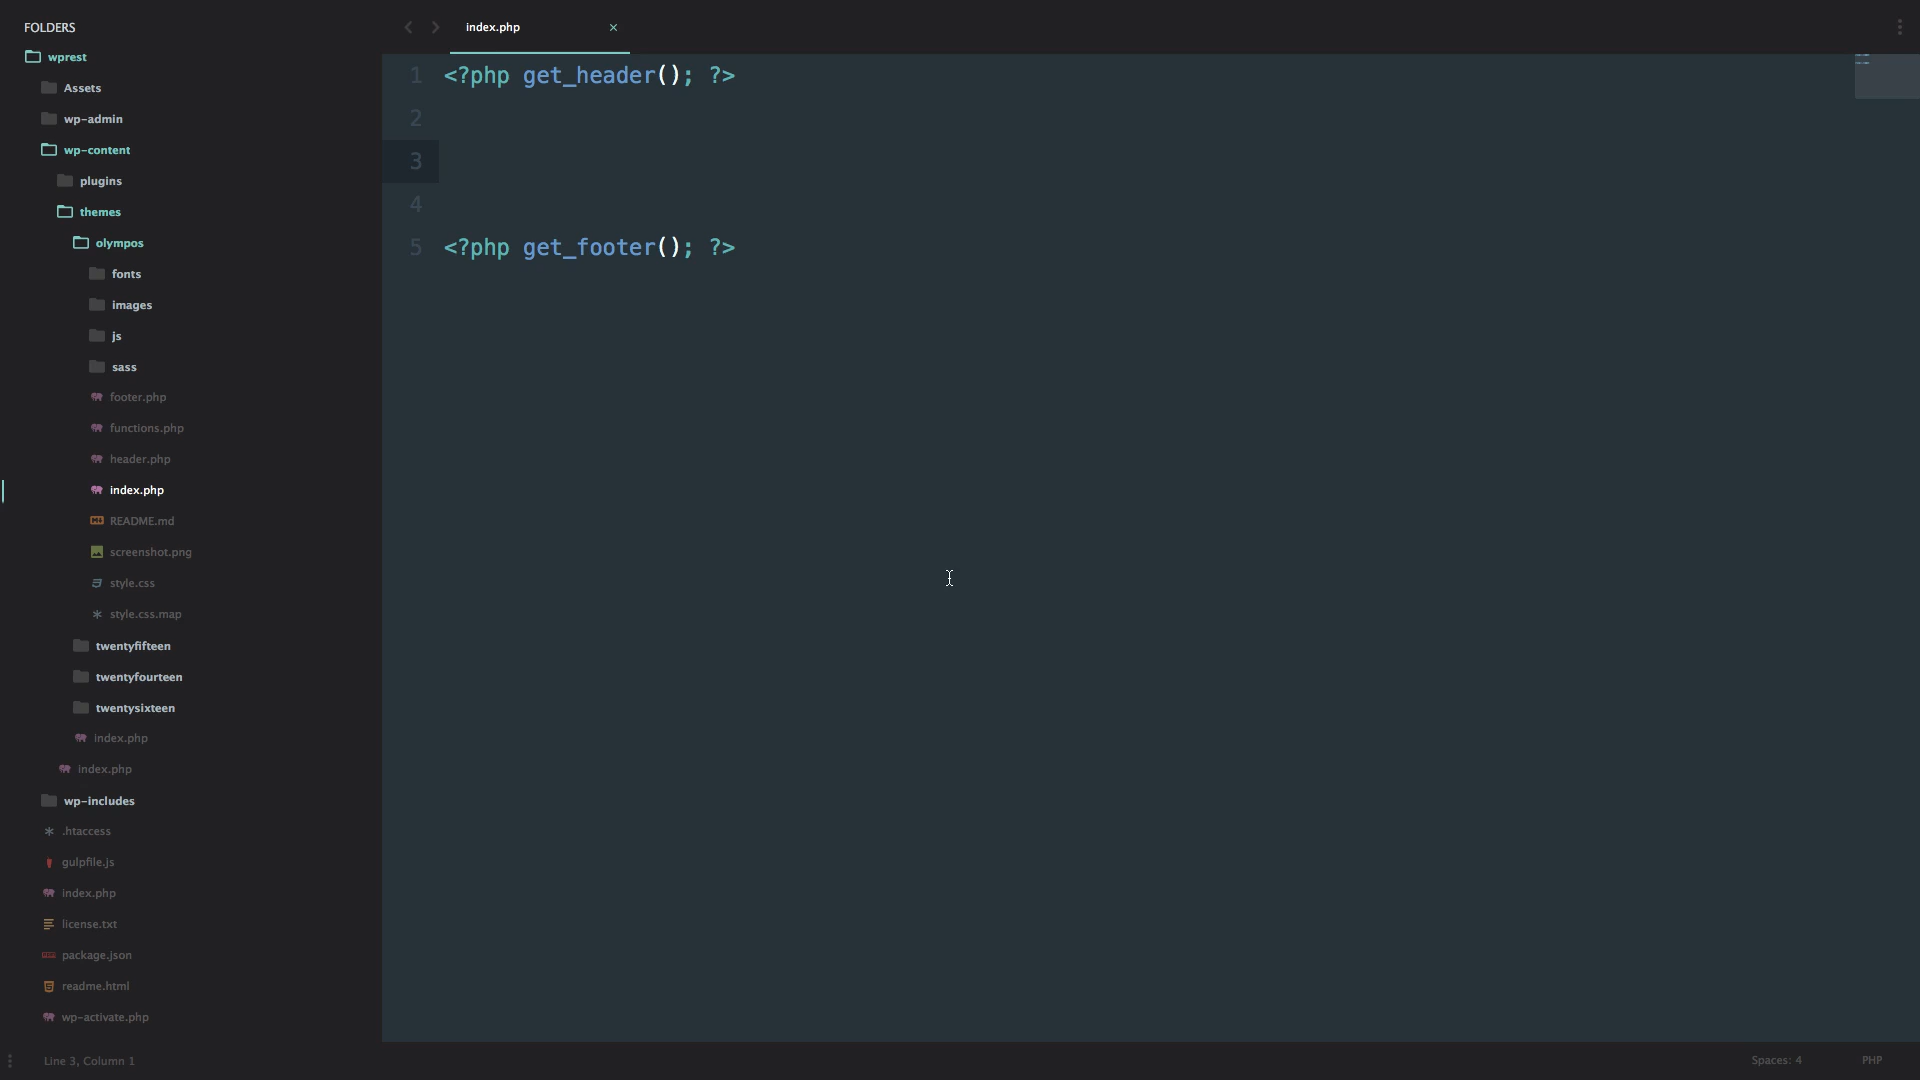 FOLDERS
wprest
Assets
wp-admin
wp-content
plugins
themes
olympos
fonts
images
js
sass
footer.php
functions.php
header.php
index.php
README.md
screenshot.png
style.css
style.css.map
twentyfifteen
twentyfourteen
twentysixteen
index.php
index.php
wp-includes
.htaccess
gulpfile.js
index.php
license.txt
package.json
readme.html
wp-activate.php
index.php
1 <?php get_header(); ?>
2
3
4
5 <?php get_footer(); ?>
Line 3, Column 1
Spaces: 4
PHP